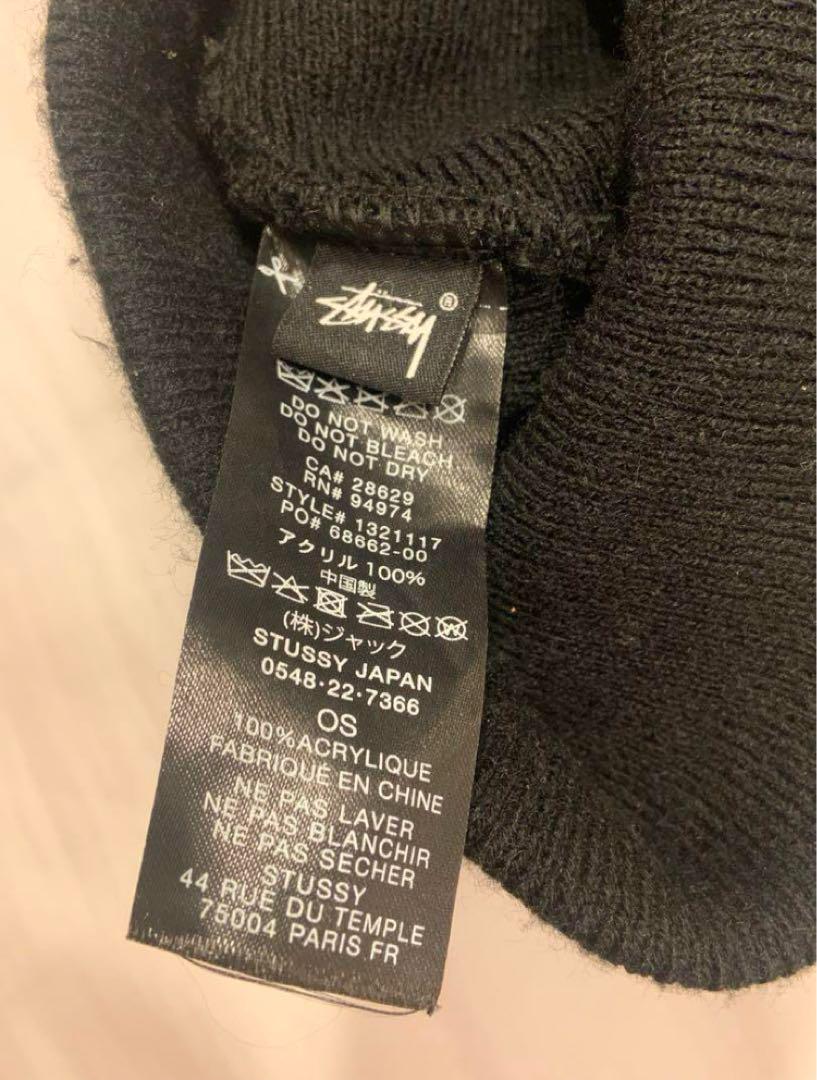 Stüssy ®
DO NOT WASH
DO NOT BLEACH
DO NOT DRY
CA# 28629
RN# 94974
STYLE# 1321117
PO# 68662-00
アクリル 100%
中国製
W
(株)ジャック
STUSSY JAPAN
0548・22・7366
OS
100%ACRYLIQUE
FABRIQUÉ EN CHINE
NE PAS LAVER
NE PAS BLANCHIR
NE PAS SECHER
STUSSY
44 RUE DU TEMPLE
75004 PARIS FR